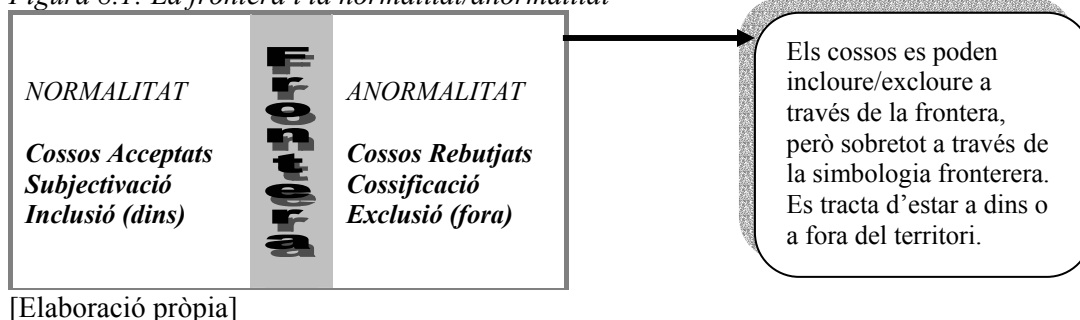 Figura 8.1: La frontera i la normalitat/anormalitat
NORMALITAT
Cossos Acceptats
Subjectivació
Inclusió (dins)
Frontera
ANORMALITAT
Cossos Rebutjats
Cossificació
Exclusió (fora)
Els cossos es poden
incloure/excloure a
través de la frontera,
però sobretot a través de
la simbologia fronterera.
Es tracta d’estar a dins o
a fora del territori.
[Elaboració pròpia]